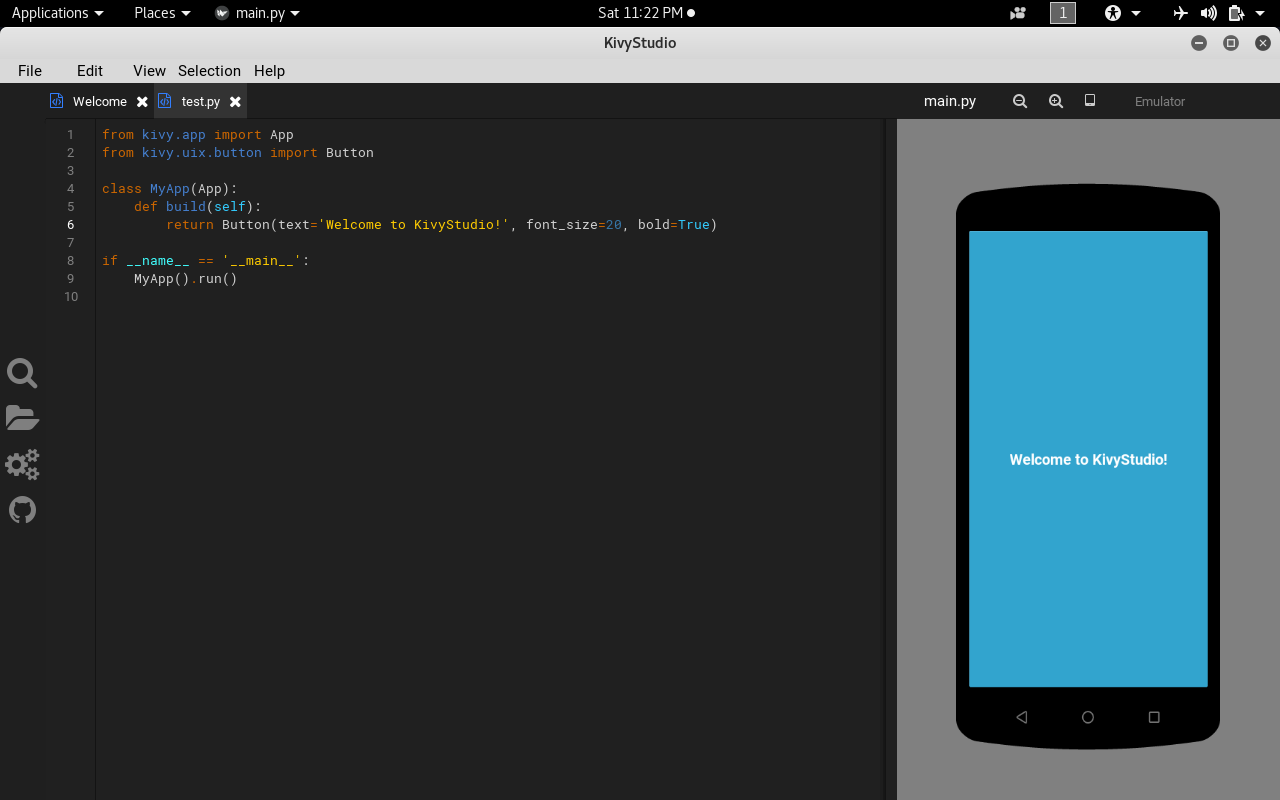 Applications Places main.py Sat 11:22 PM 1
KivyStudio
File Edit View Selection Help
Welcome test.py main.py Emulator
1 from kivy.app import App
2 from kivy.uix.button import Button
3
4 class MyApp(App):
5     def build(self):
6         return Button(text='Welcome to KivyStudio!', font_size=20, bold=True)
7
8 if __name__ == '__main__':
9     MyApp().run()
10
Welcome to KivyStudio!